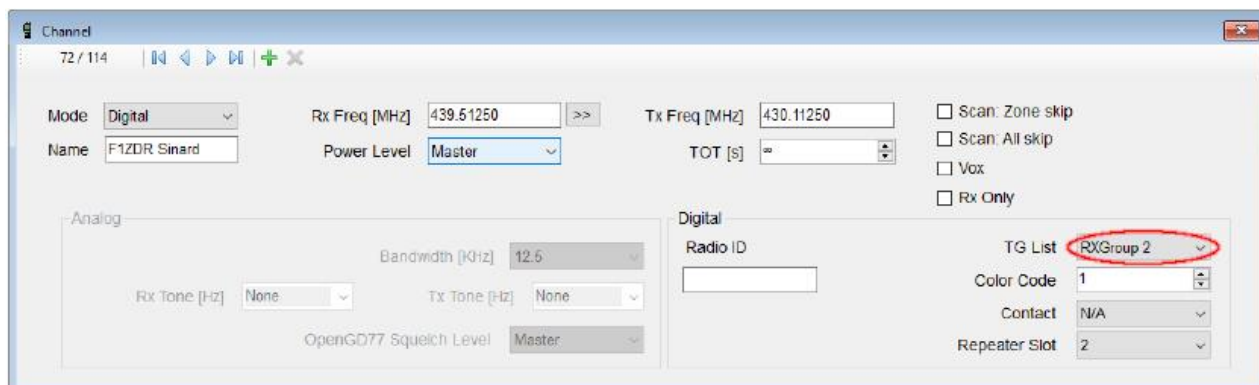 Channel
72 / 114
Mode Digital Rx Freq [MHz] 439.51250 >> Tx Freq [MHz] 430.11250 Scan: Zone skip
Name F1ZDR Sinard Power Level Master TOT [s] ∞ Scan: All skip
Vox
Rx Only
Analog
Bandwidth [KHz] 12.5
Rx Tone [Hz] None Tx Tone [Hz] None
OpenGD77 Squelch Level Master
Digital
Radio ID TG List RXGroup 2
Color Code 1
Contact N/A
Repeater Slot 2